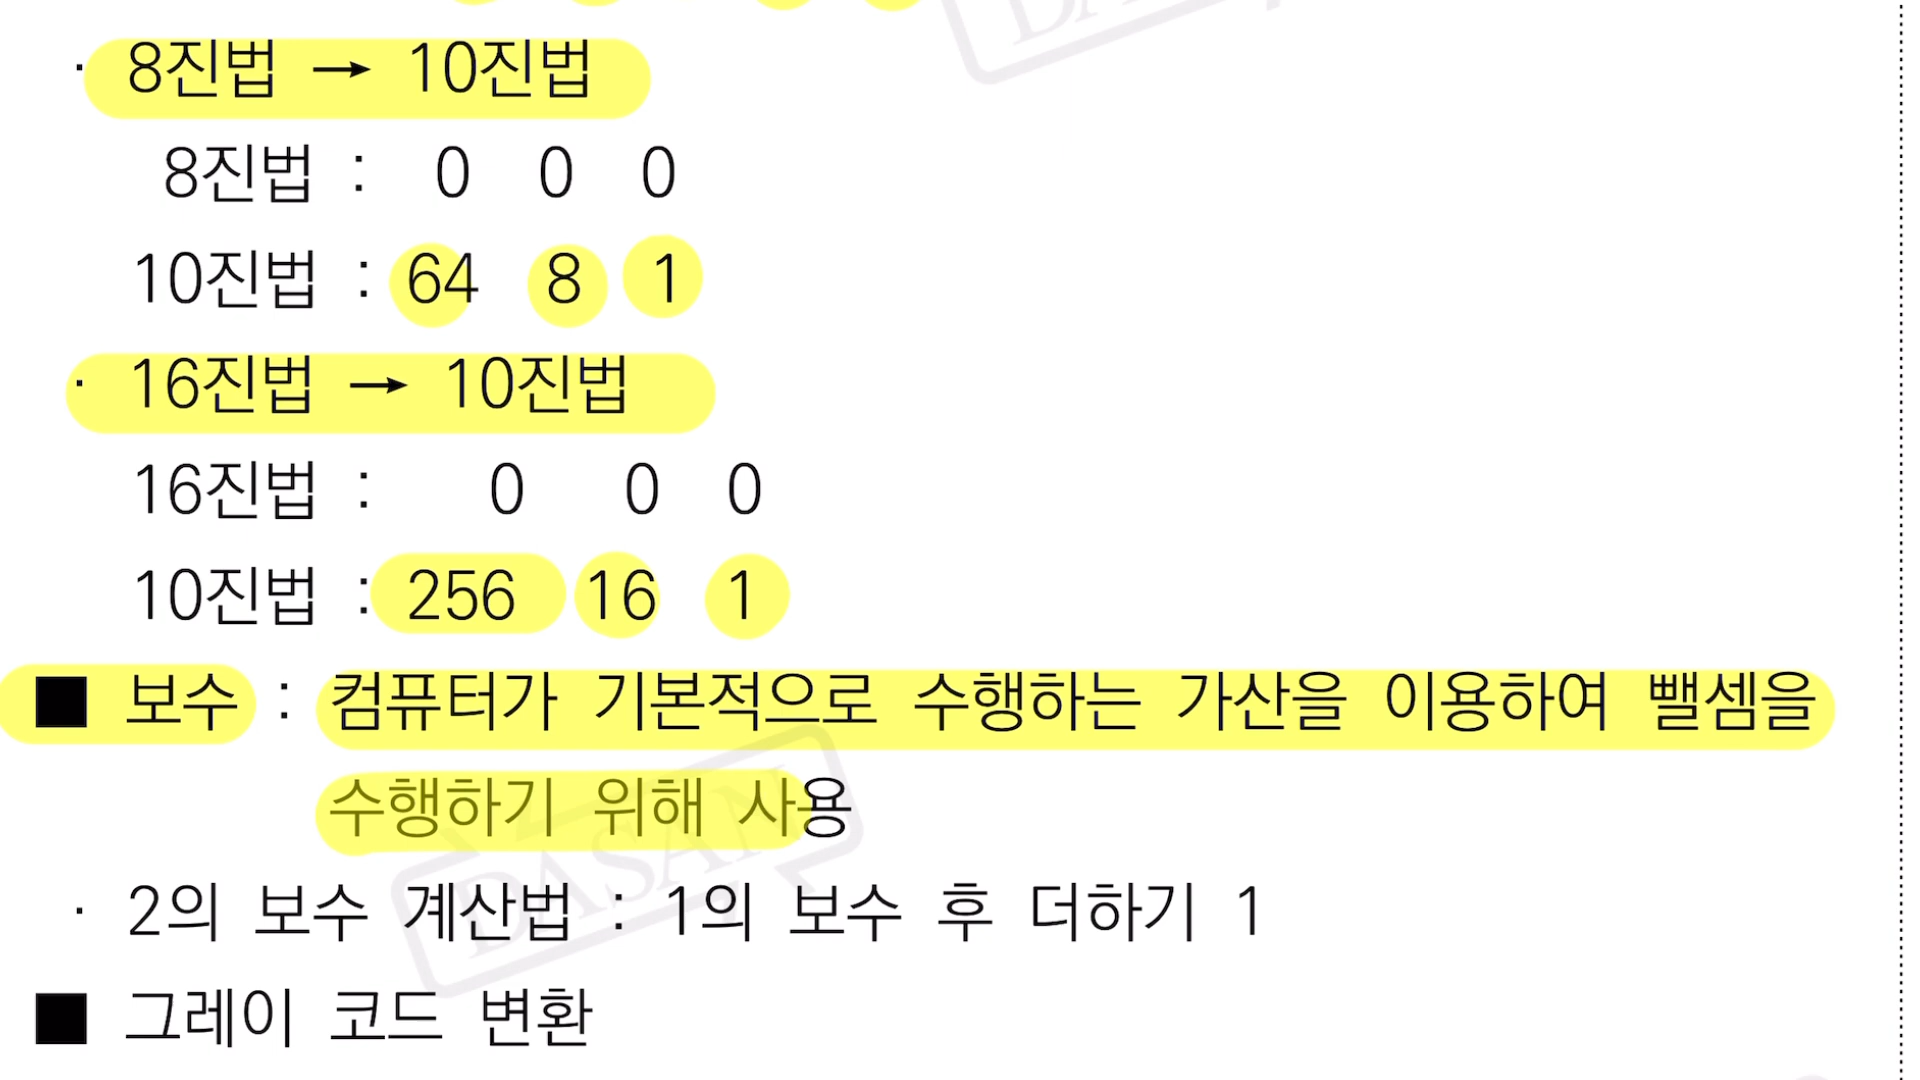 · 8진법 → 10진법
8진법 : 0 0 0
10진법 : 64 8 1
· 16진법 → 10진법
16진법 : 0 0 0
10진법 : 256 16 1
■ 보수 : 컴퓨터가 기본적으로 수행하는 가산을 이용하여 뺄셈을
수행하기 위해 사용
DASAN
· 2의 보수 계산법 : 1의 보수 후 더하기 1
■ 그레이 코드 변환